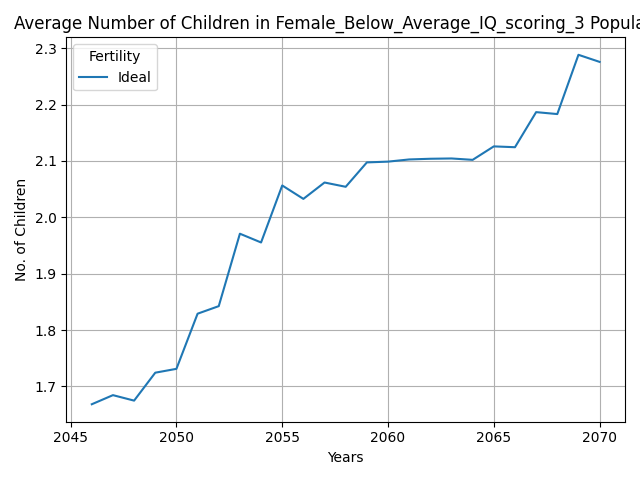 Average Number of Children in Female_Below_Average_IQ_scoring_3 Popula
2.3
2.2
2.1
2.0
1.9
1.8
1.7
No. of Children
Fertility
Ideal
2045
2050
2055
2060
2065
2070
Years